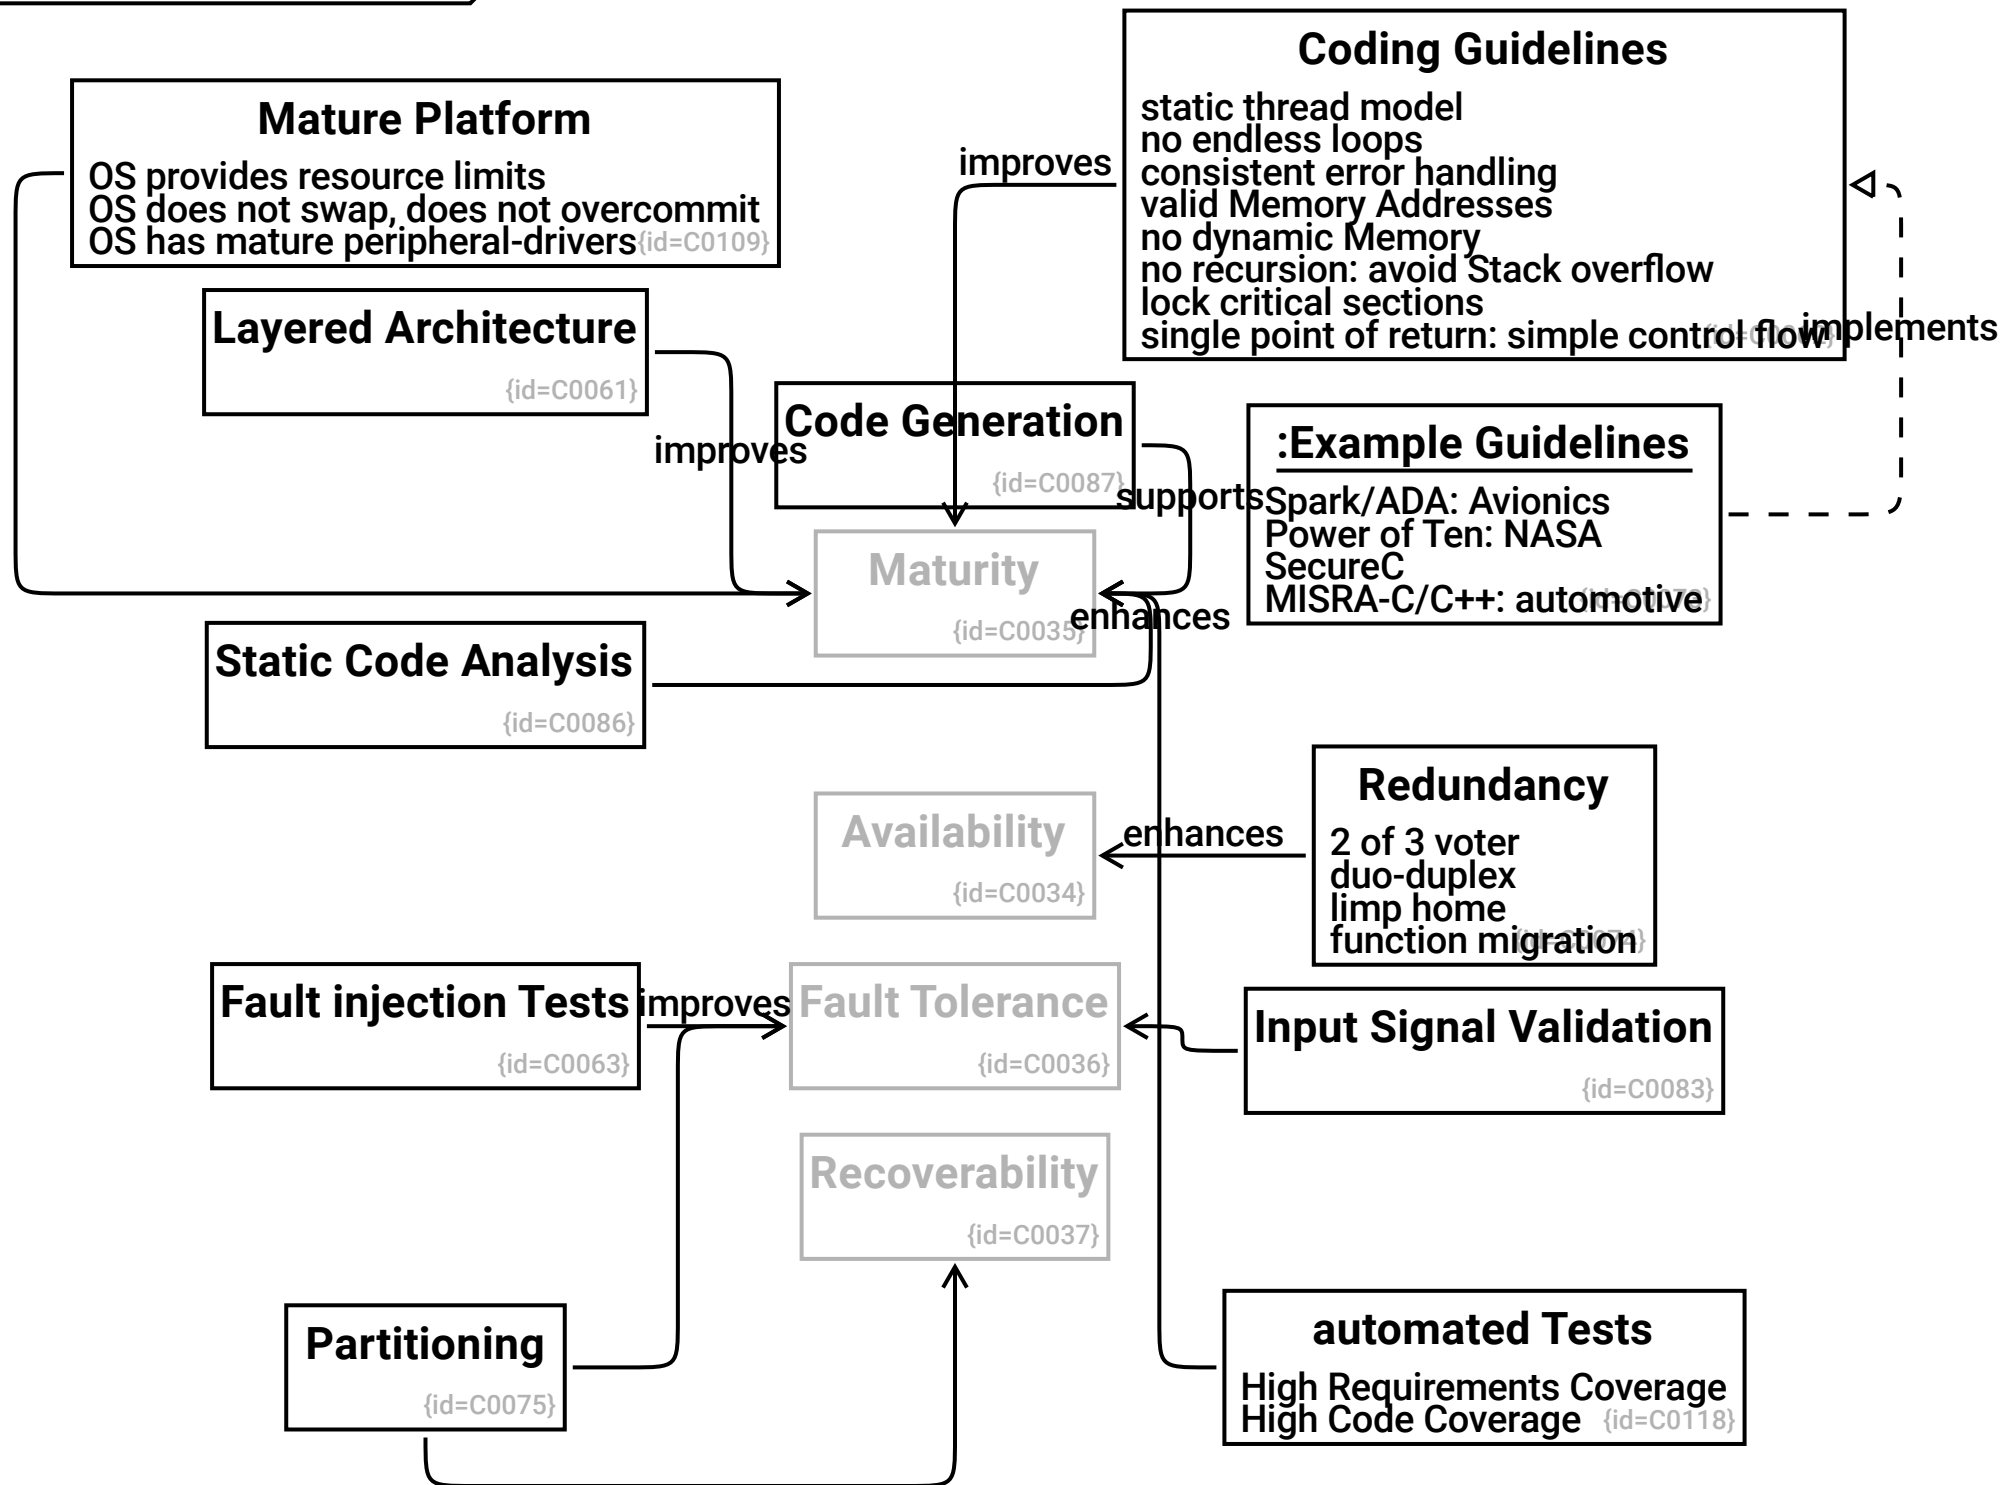 Mature Platform
OS provides resource limits
OS does not swap, does not overcommit
OS has mature peripheral-drivers
{id=C0109}
Layered Architecture
{id=C0061}
improves
Coding Guidelines
static thread model
no endless loops
consistent error handling
valid Memory Addresses
no dynamic Memory
no recursion: avoid Stack overflow
lock critical sections
single point of return: simple control flow
implements
improves
Code Generation
{id=C0087}
supports
:Example Guidelines
Spark/ADA: Avionics
Power of Ten: NASA
SecureC
MISRA-C/C++: automotive
Maturity
{id=C0035}
enhances
Static Code Analysis
{id=C0086}
Availability
{id=C0034}
enhances
Redundancy
2 of 3 voter
duo-duplex
limp home
function migration
{id=C0074}
Fault injection Tests
{id=C0063}
improves
Fault Tolerance
{id=C0036}
Input Signal Validation
{id=C0083}
Recoverability
{id=C0037}
Partitioning
{id=C0075}
automated Tests
High Requirements Coverage
High Code Coverage
{id=C0118}